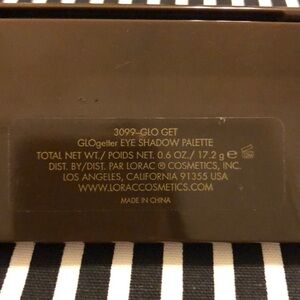 3099–GLO GET
GLOgetter EYE SHADOW PALETTE
TOTAL NET WT./ POIDS NET. 0.6 OZ./ 17.2 g ℮
DIST. BY/DIST. PAR LORAC ® COSMETICS, INC.
LOS ANGELES, CALIFORNIA 91355 USA
WWW.LORACCOSMETICS.COM
MADE IN CHINA